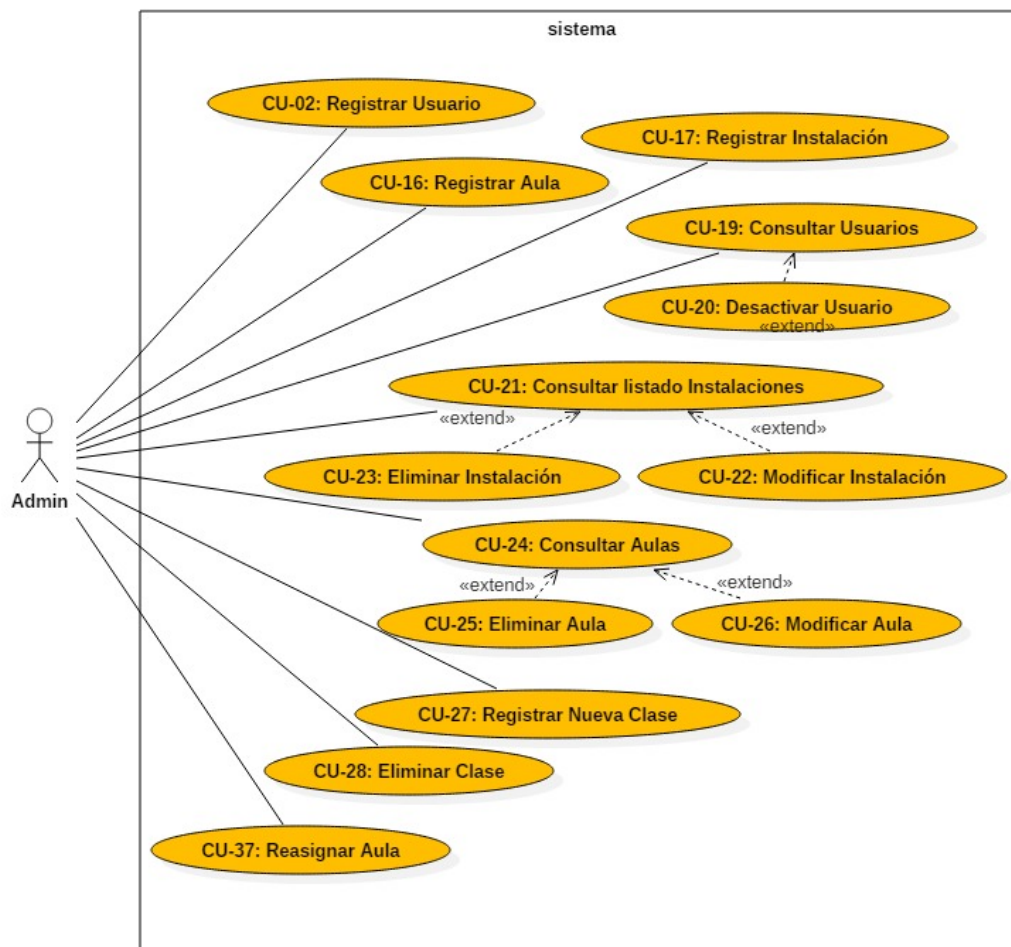 sistema
CU-02: Registrar Usuario
CU-17: Registrar Instalación
CU-16: Registrar Aula
CU-19: Consultar Usuarios
CU-20: Desactivar Usuario
«extend»
CU-21: Consultar listado Instalaciones
«extend»
«extend»
CU-23: Eliminar Instalación
CU-22: Modificar Instalación
Admin
CU-24: Consultar Aulas
«extend»
«extend»
CU-25: Eliminar Aula
CU-26: Modificar Aula
CU-27: Registrar Nueva Clase
CU-28: Eliminar Clase
CU-37: Reasignar Aula